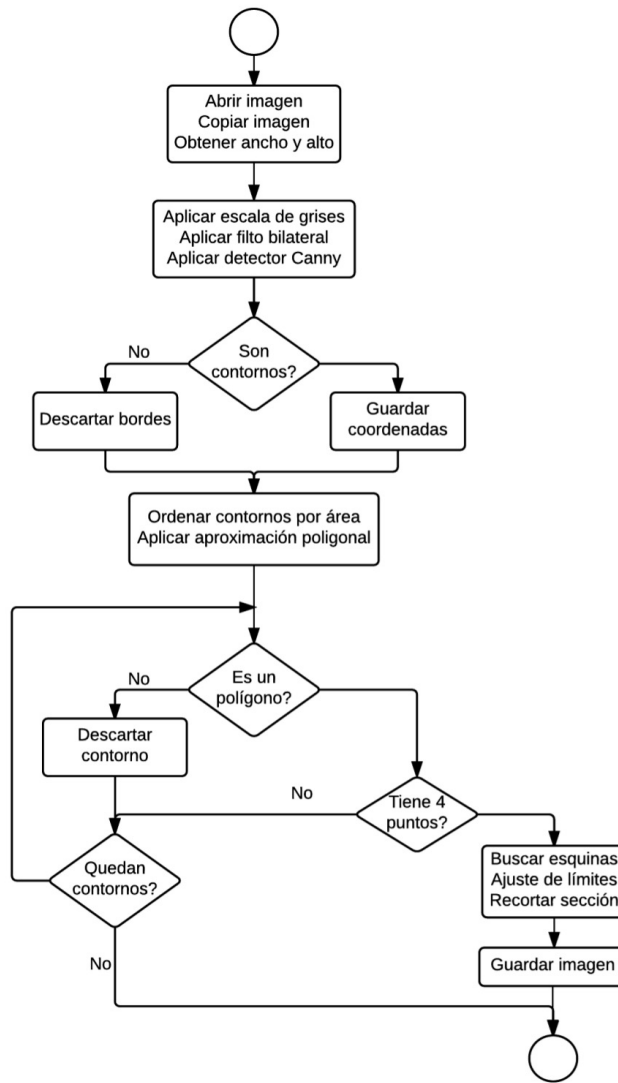 Abrir imagen
Copiar imagen
Obtener ancho y alto
Aplicar escala de grises
Aplicar filto bilateral
Aplicar detector Canny
Son
contornos?
No
Descartar bordes
Guardar
coordenadas
Ordenar contornos por área
Aplicar aproximación poligonal
Es un
polígono?
No
Descartar
contorno
Tiene 4
puntos?
No
Quedan
contornos?
Buscar esquinas
Ajuste de límites
Recortar sección
No
Guardar imagen